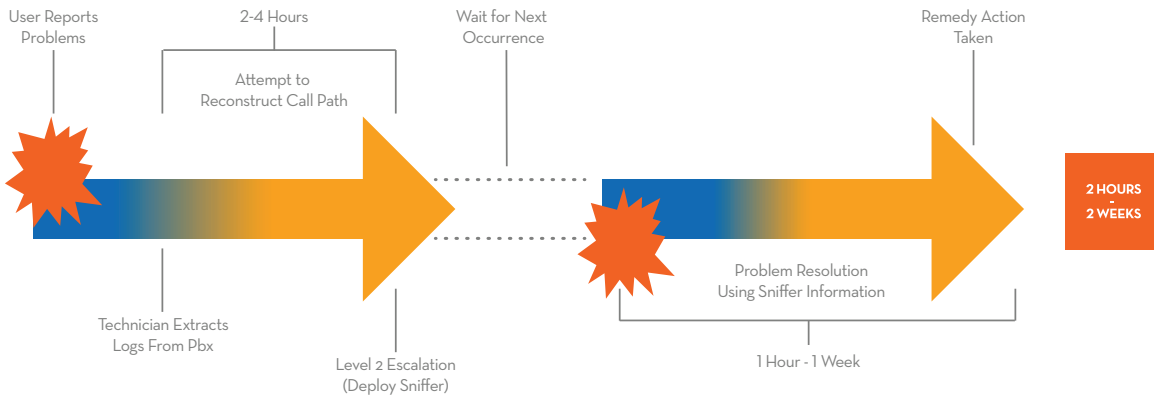 User Reports
Problems
2-4 Hours
Attempt to
Reconstruct Call Path
Wait for Next
Occurrence
Remedy Action
Taken
2 HOURS
-
2 WEEKS
Technician Extracts
Logs From Pbx
Level 2 Escalation
(Deploy Sniffer)
Problem Resolution
Using Sniffer Information
1 Hour - 1 Week